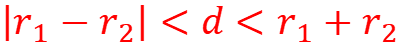 |r₁ − r₂| < d < r₁ + r₂